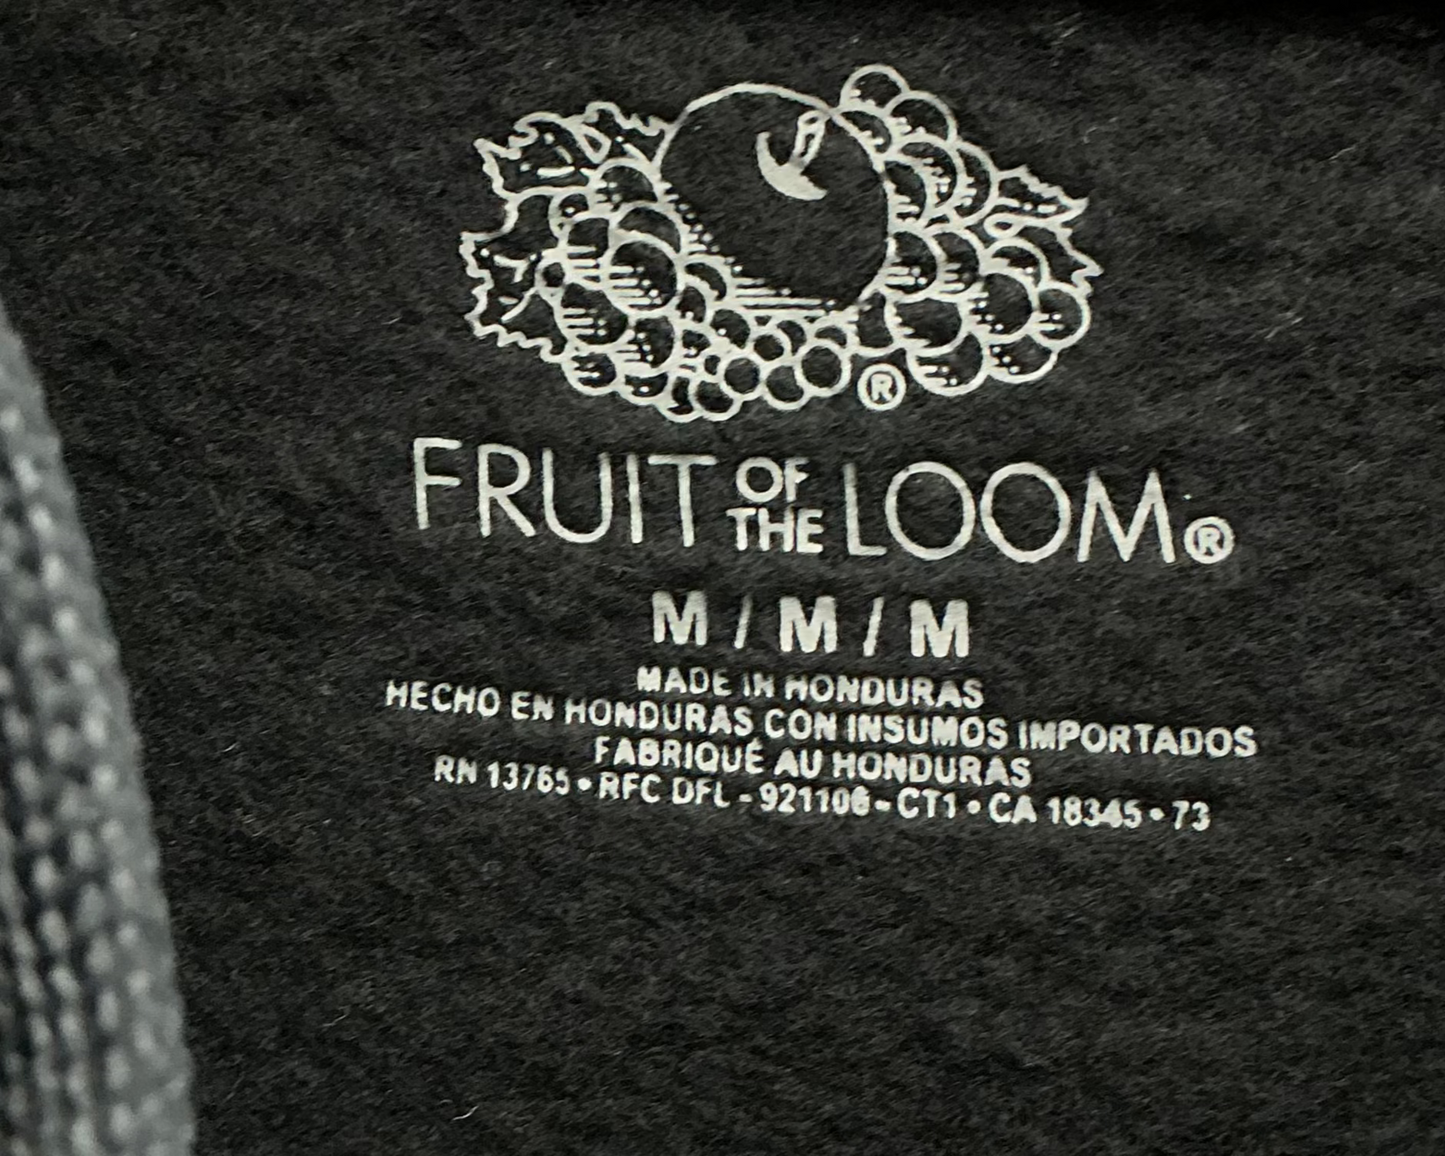 ®
FRUIT OF THE LOOM®
M / M / M
MADE IN HONDURAS
HECHO EN HONDURAS CON INSUMOS IMPORTADOS
FABRIQUÉ AU HONDURAS
RN 13765 • RFC DFL - 921106 - CT1 • CA 18345 • 73